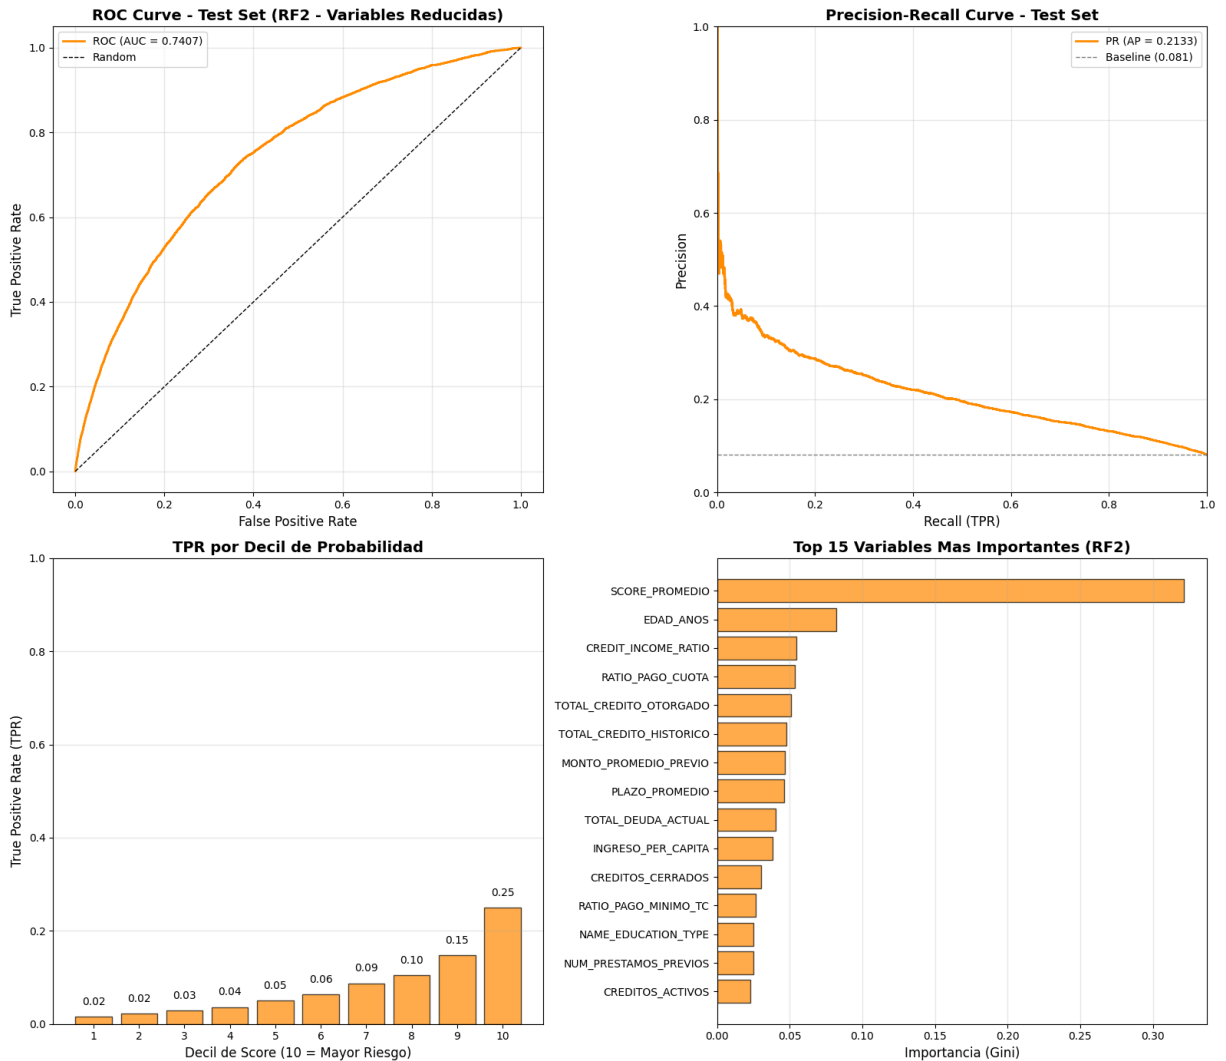 ROC Curve - Test Set (RF2 - Variables Reducidas)
ROC (AUC = 0.7407)
Random
1.0
0.8
0.6
0.4
0.2
0.0
True Positive Rate
0.0 0.2 0.4 0.6 0.8 1.0
False Positive Rate
Precision-Recall Curve - Test Set
PR (AP = 0.2133)
Baseline (0.081)
1.0
0.8
0.6
0.4
0.2
0.0
Precision
0.0 0.2 0.4 0.6 0.8 1.0
Recall (TPR)
TPR por Decil de Probabilidad
1.0
0.8
0.6
0.4
0.2
0.0
True Positive Rate (TPR)
0.02 0.02 0.03 0.04 0.05 0.06 0.09 0.10 0.15 0.25
1 2 3 4 5 6 7 8 9 10
Decil de Score (10 = Mayor Riesgo)
Top 15 Variables Mas Importantes (RF2)
SCORE_PROMEDIO
EDAD_ANOS
CREDIT_INCOME_RATIO
RATIO_PAGO_CUOTA
TOTAL_CREDITO_OTORGADO
TOTAL_CREDITO_HISTORICO
MONTO_PROMEDIO_PREVIO
PLAZO_PROMEDIO
TOTAL_DEUDA_ACTUAL
INGRESO_PER_CAPITA
CREDITOS_CERRADOS
RATIO_PAGO_MINIMO_TC
NAME_EDUCATION_TYPE
NUM_PRESTAMOS_PREVIOS
CREDITOS_ACTIVOS
0.00 0.05 0.10 0.15 0.20 0.25 0.30
Importancia (Gini)